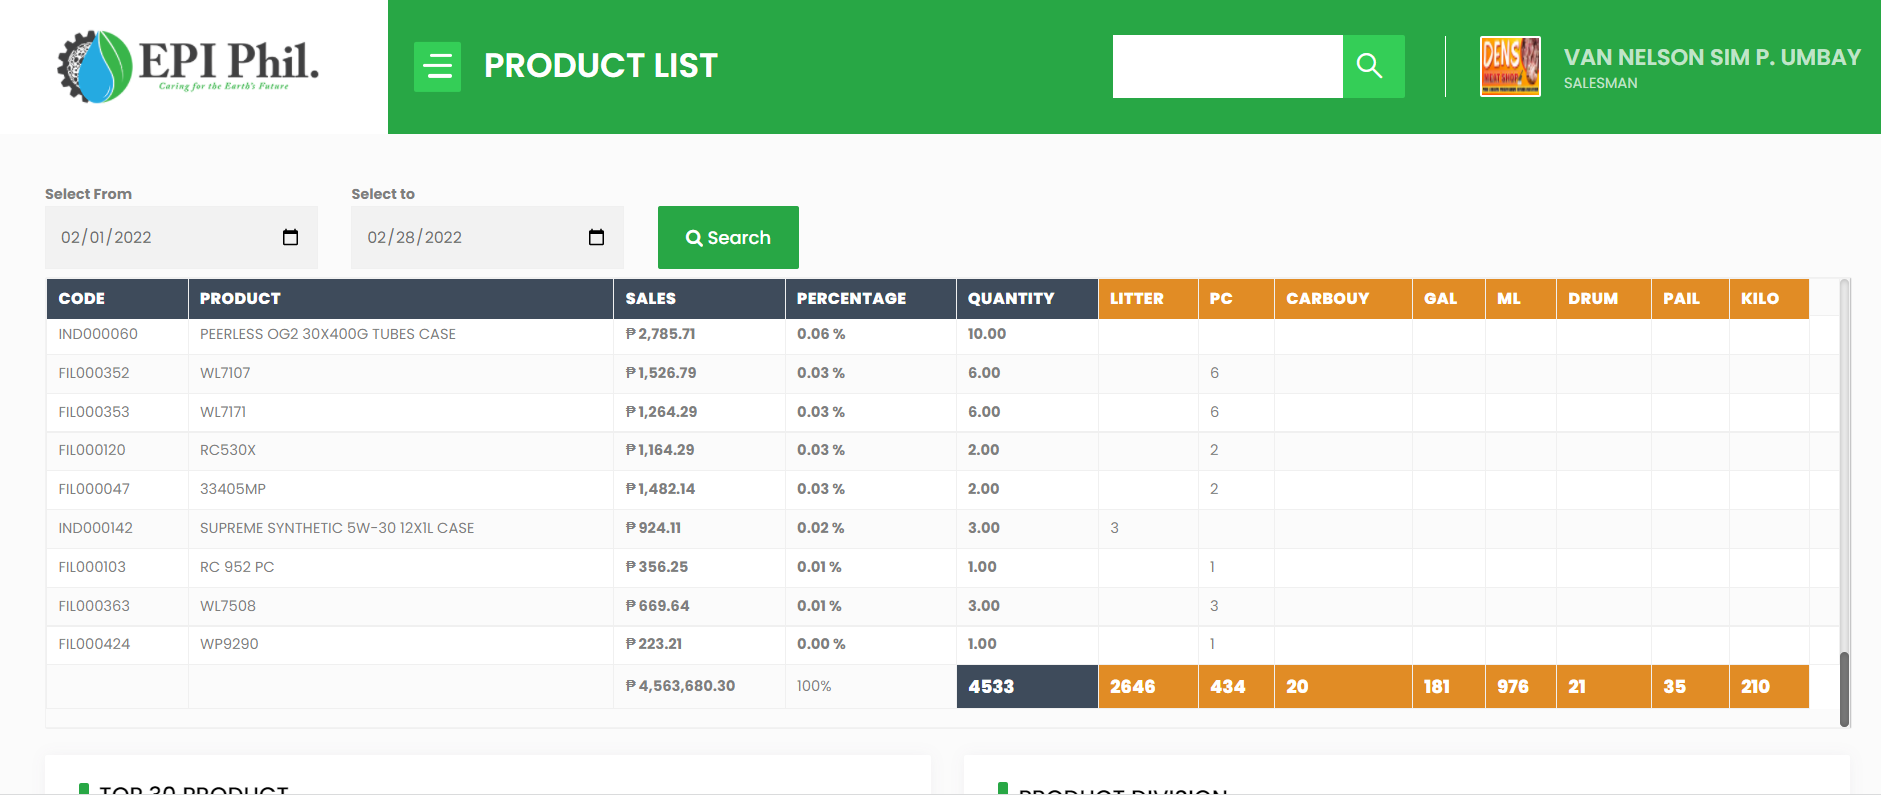 EPI Phil.
Caring for the Earth's Future
PRODUCT LIST
DENS
MEAT SHOP
VAN NELSON SIM P. UMBAY
SALESMAN
Select From
Select to
02/01/2022
02/28/2022
Search
CODE PRODUCT SALES PERCENTAGE QUANTITY LITTER PC CARBOUY GAL ML DRUM PAIL KILO
IND000060 PEERLESS OG2 30X400G TUBES CASE ₱ 2,785.71 0.06 % 10.00
FIL000352 WL7107 ₱ 1,526.79 0.03 % 6.00 6
FIL000353 WL7171 ₱ 1,264.29 0.03 % 6.00 6
FIL000120 RC530X ₱ 1,164.29 0.03 % 2.00 2
FIL000047 33405MP ₱ 1,482.14 0.03 % 2.00 2
IND000142 SUPREME SYNTHETIC 5W-30 12X1L CASE ₱ 924.11 0.02 % 3.00 3
FIL000103 RC 952 PC ₱ 356.25 0.01 % 1.00 1
FIL000363 WL7508 ₱ 669.64 0.01 % 3.00 3
FIL000424 WP9290 ₱ 223.21 0.00 % 1.00 1
₱ 4,563,680.30 100% 4533 2646 434 20 181 976 21 35 210
TOP 30 PRODUCT
PRODUCT DIVISION